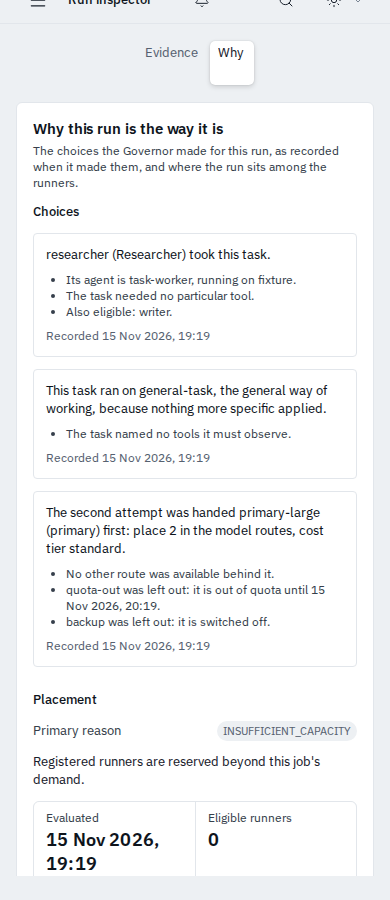 Run Inspector
Evidence
Why
Why this run is the way it is
The choices the Governor made for this run, as recorded
when it made them, and where the run sits among the
runners.
Choices
researcher (Researcher) took this task.
• Its agent is task-worker, running on fixture.
• The task needed no particular tool.
• Also eligible: writer.
Recorded 15 Nov 2026, 19:19
This task ran on general-task, the general way of
working, because nothing more specific applied.
• The task named no tools it must observe.
Recorded 15 Nov 2026, 19:19
The second attempt was handed primary-large
(primary) first: place 2 in the model routes, cost
tier standard.
• No other route was available behind it.
• quota-out was left out: it is out of quota until 15
Nov 2026, 20:19.
• backup was left out: it is switched off.
Recorded 15 Nov 2026, 19:19
Placement
Primary reason
INSUFFICIENT_CAPACITY
Registered runners are reserved beyond this job's
demand.
Evaluated
15 Nov 2026,
19:19
Eligible runners
0